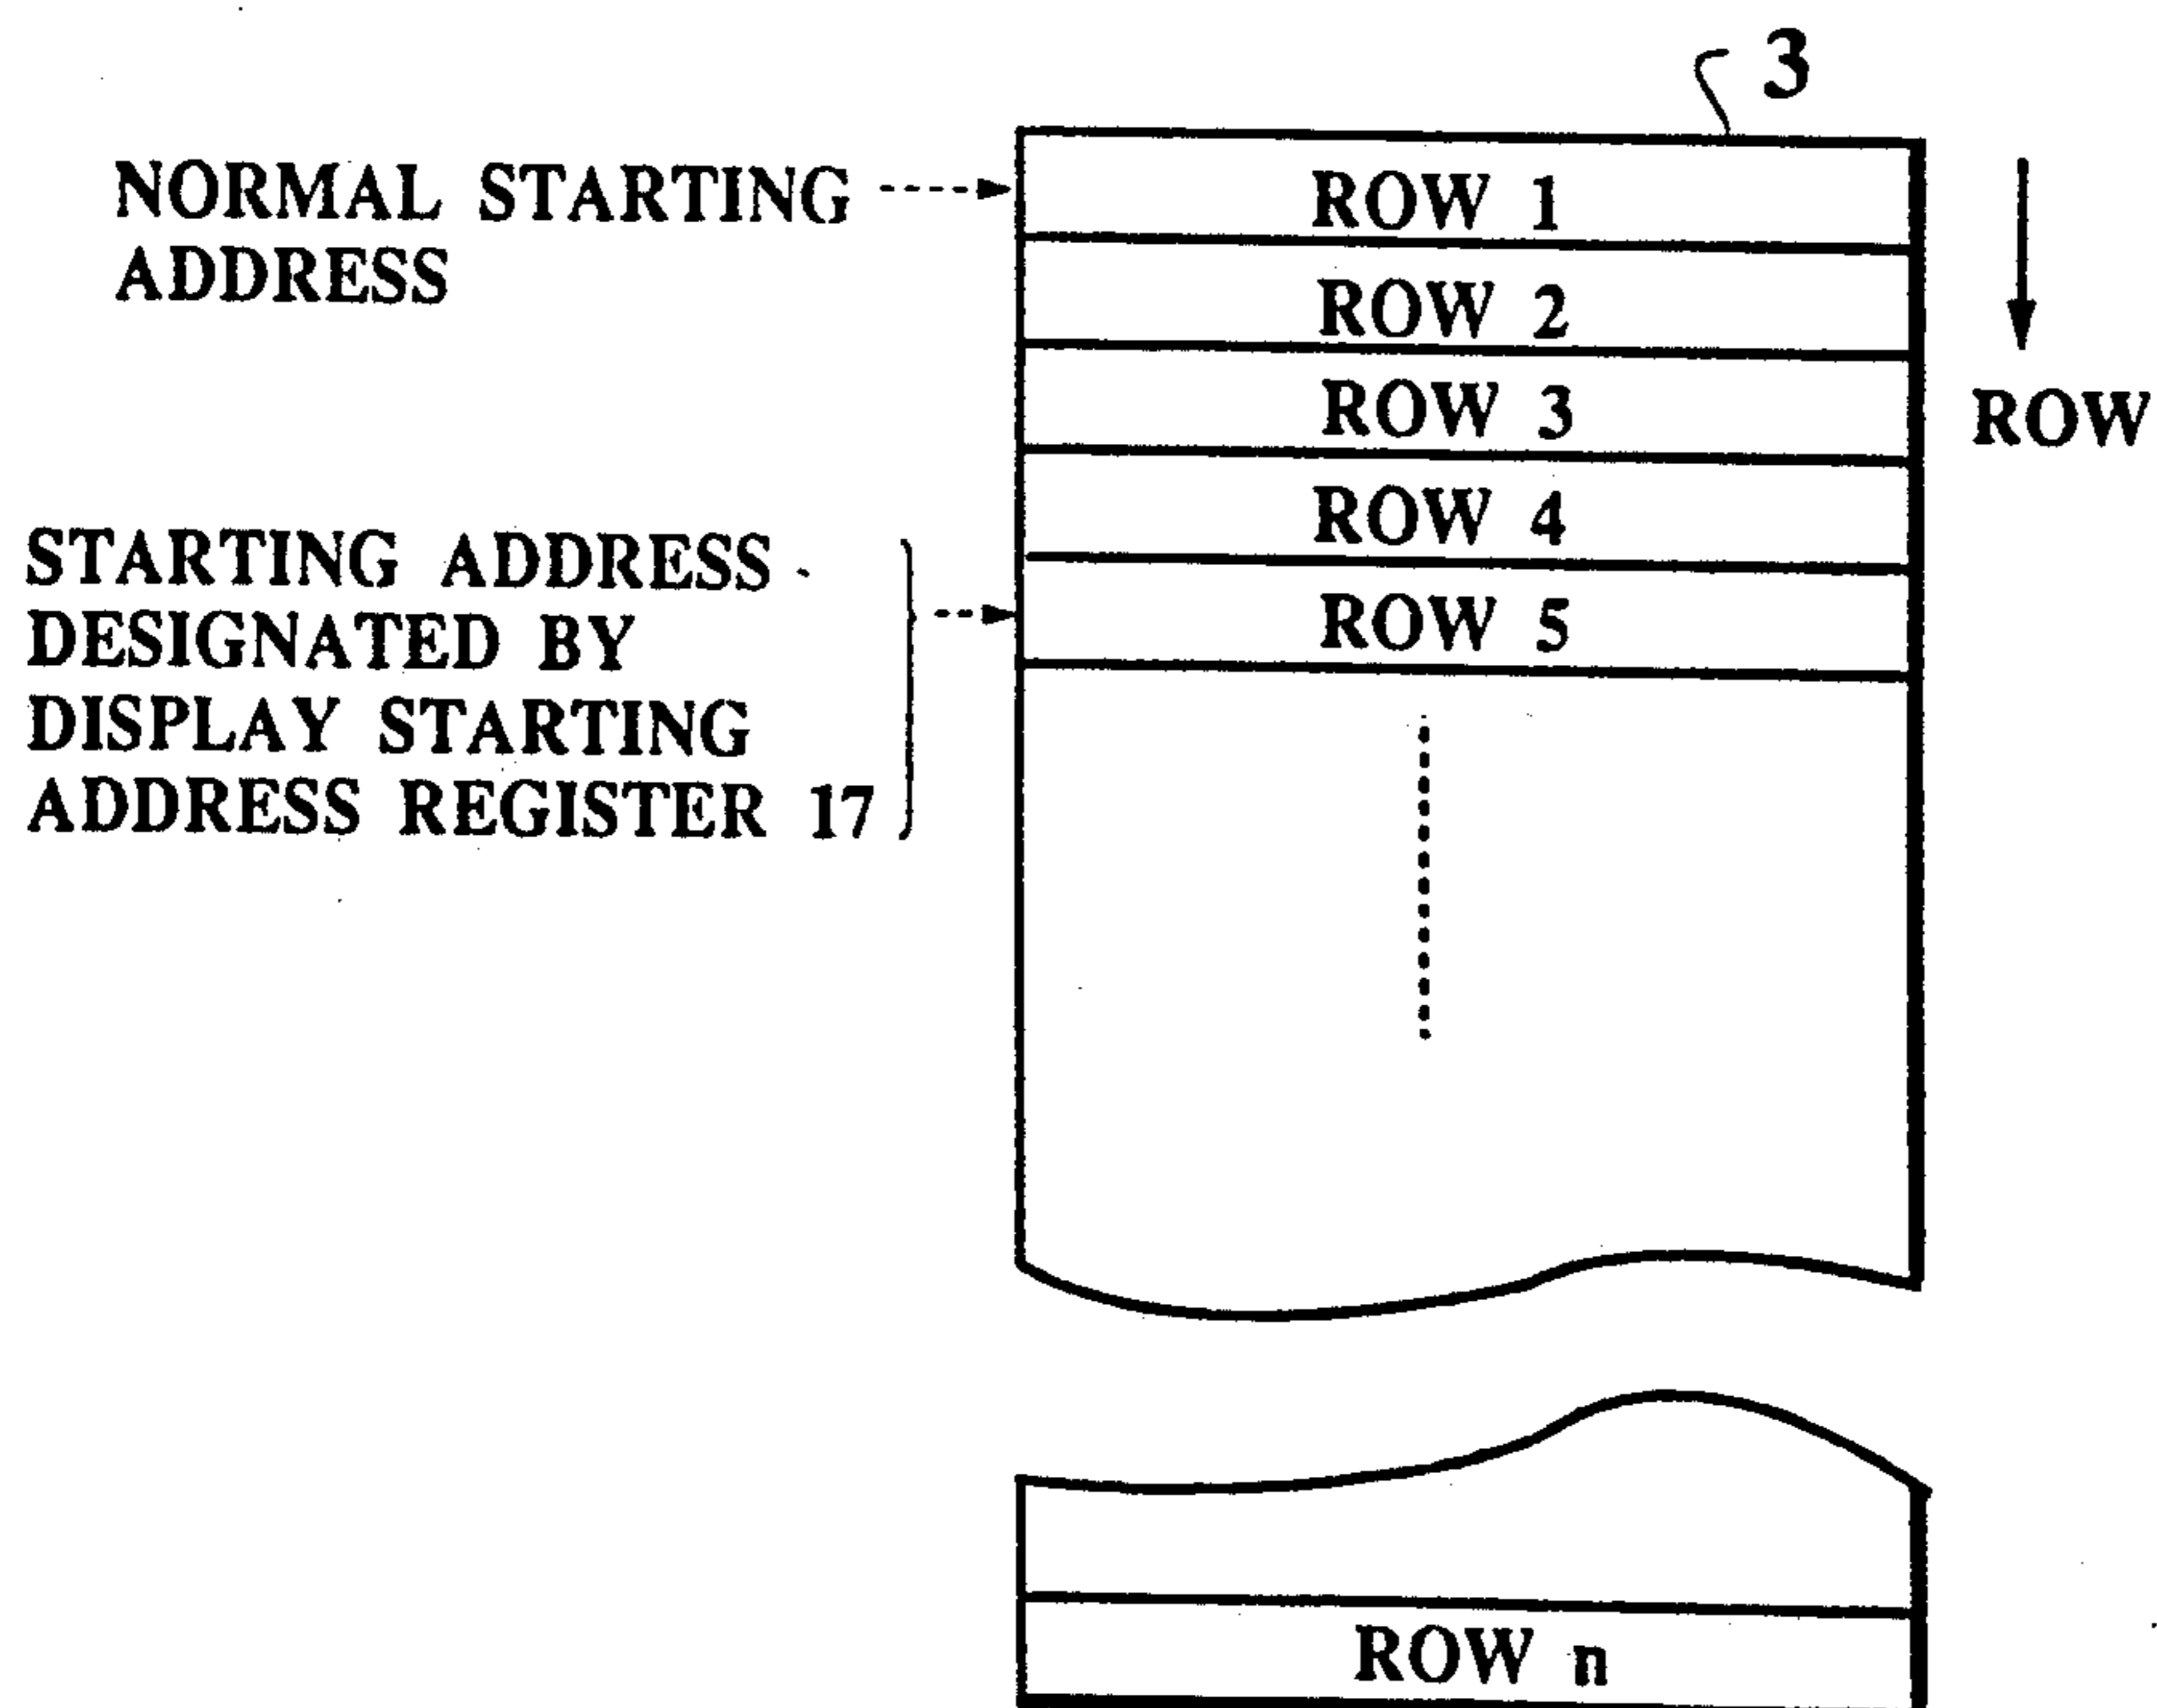 3
NORMAL STARTING
ADDRESS
ROW 1
ROW 2
ROW 3
ROW
ROW 4
STARTING ADDRESS
DESIGNATED BY
DISPLAY STARTING
ADDRESS REGISTER 17
ROW 5
ROW n